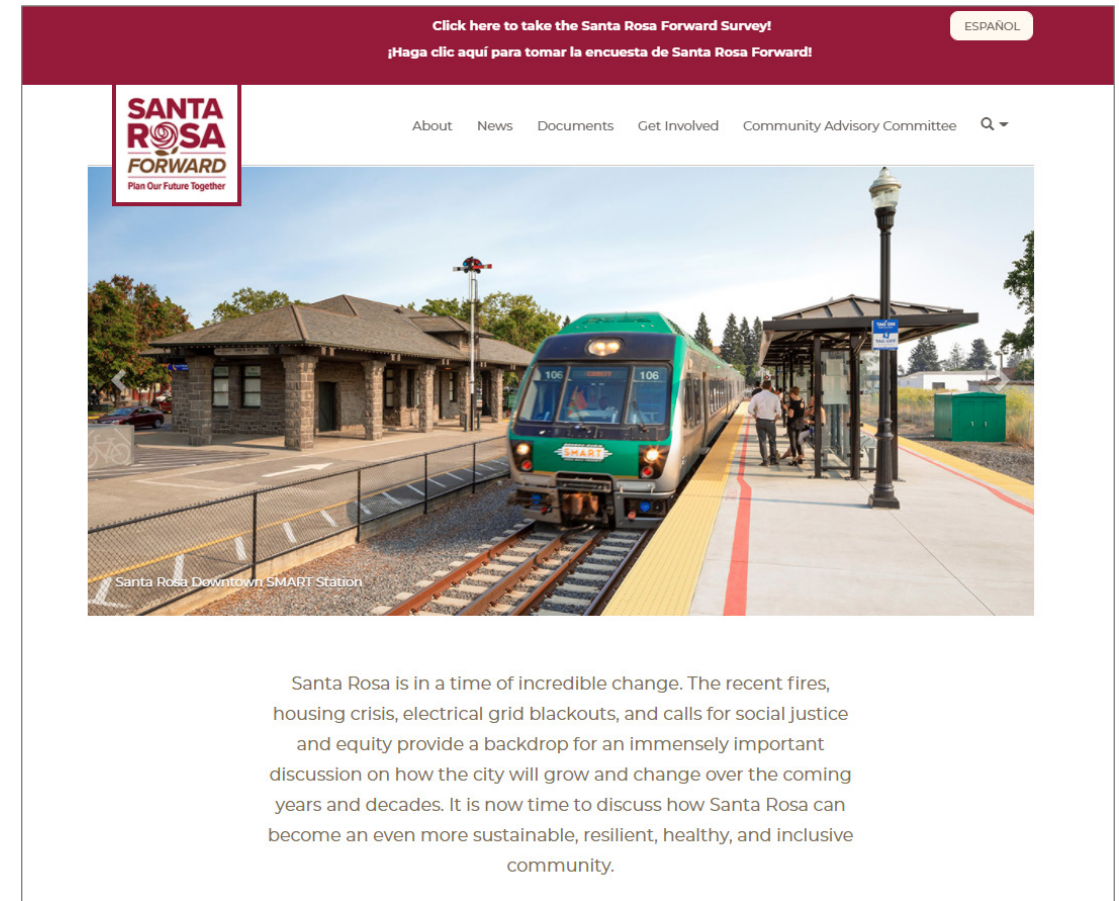 Click here to take the Santa Rosa Forward Survey!
ESPAÑOL
¡Haga clic aquí para tomar la encuesta de Santa Rosa Forward!
SANTA
ROSA
FORWARD
Plan Our Future Together
About News Documents Get Involved Community Advisory Committee
106
106
SMART
Santa Rosa Downtown SMART Station
Santa Rosa is in a time of incredible change. The recent fires,
housing crisis, electrical grid blackouts, and calls for social justice
and equity provide a backdrop for an immensely important
discussion on how the city will grow and change over the coming
years and decades. It is now time to discuss how Santa Rosa can
become an even more sustainable, resilient, healthy, and inclusive
community.